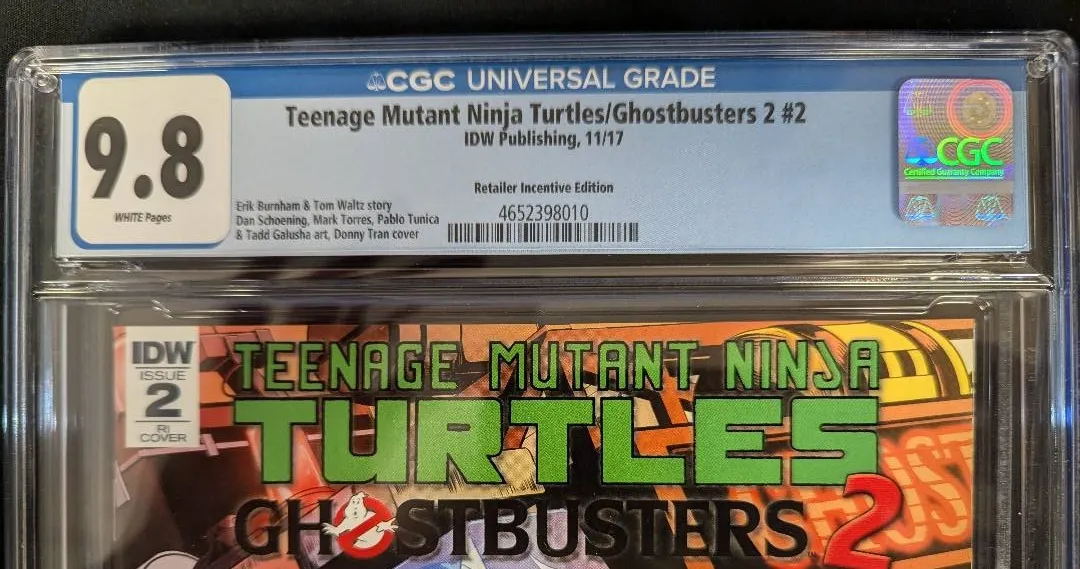 CGC UNIVERSAL GRADE
Teenage Mutant Ninja Turtles/Ghostbusters 2 #2
IDW Publishing, 11/17
9.8
WHITE Pages
Retailer Incentive Edition
Erik Burnham & Tom Waltz story
Dan Schoening, Mark Torres, Pablo Tunica
& Tadd Galusha art, Donny Tran cover
4652398010
CGC
Certified Guaranty Company
IDW
ISSUE
2
RI
COVER
TEENAGE MUTANT NINJA
TURTLES
GHOSTBUSTERS 2